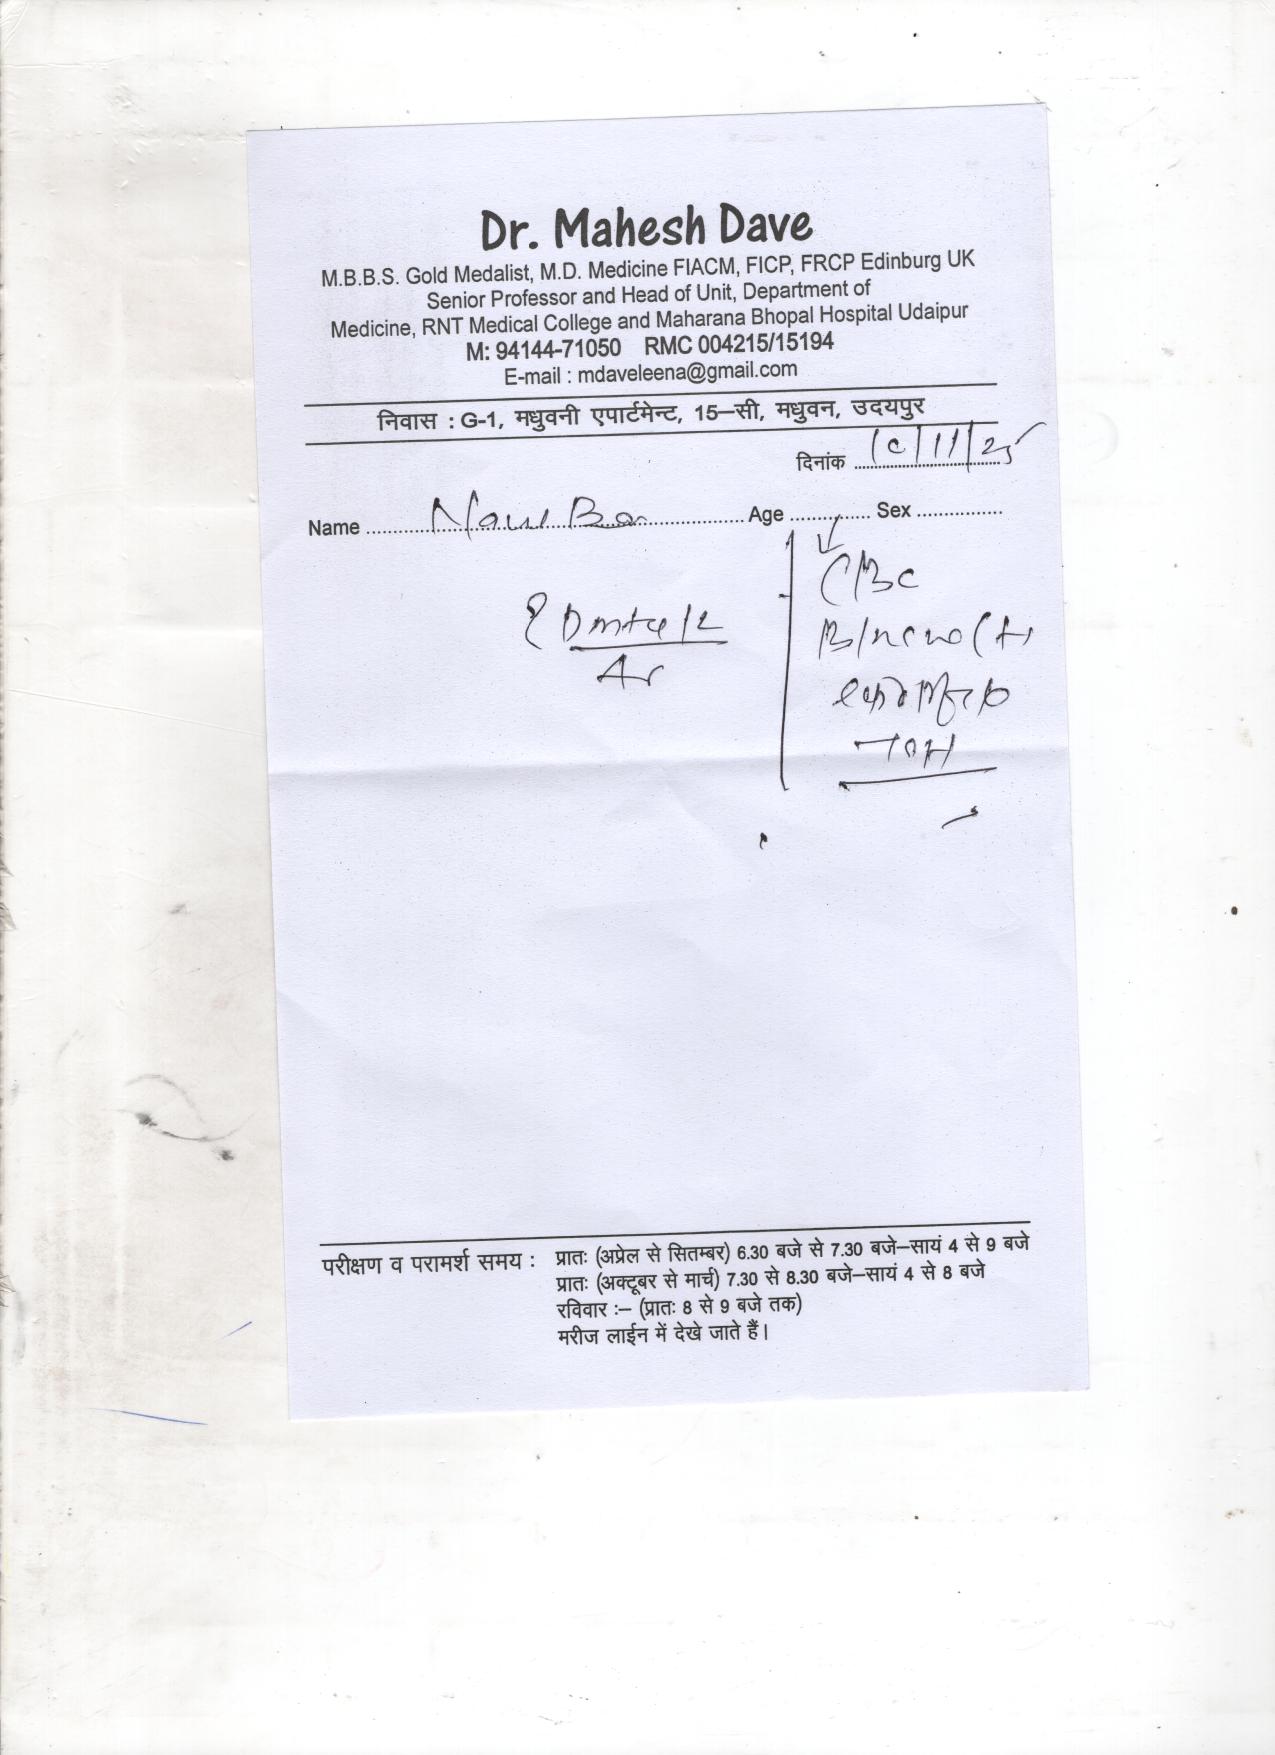 Dr. Mahesh Dave
M.B.B.S. Gold Medalist, M.D. Medicine FIACM, FICP, FRCP Edinburg UK
Senior Professor and Head of Unit, Department of
Medicine, RNT Medical College and Maharana Bhopal Hospital Udaipur
M: 94144-71050 RMC 004215/15194
E-mail : mdaveleena@gmail.com
निवास : G-1, मधुवनी एपार्टमेन्ट, 15–सी, मधुवन, उदयपुर
दिनांक 10/11/25
Name Age Sex
CBC
परीक्षण व परामर्श समय : प्रातः (अप्रेल से सितम्बर) 6.30 बजे से 7.30 बजे–सायं 4 से 9 बजे
प्रातः (अक्टूबर से मार्च) 7.30 से 8.30 बजे–सायं 4 से 8 बजे
रविवार :– (प्रातः 8 से 9 बजे तक)
मरीज लाईन में देखे जाते हैं।